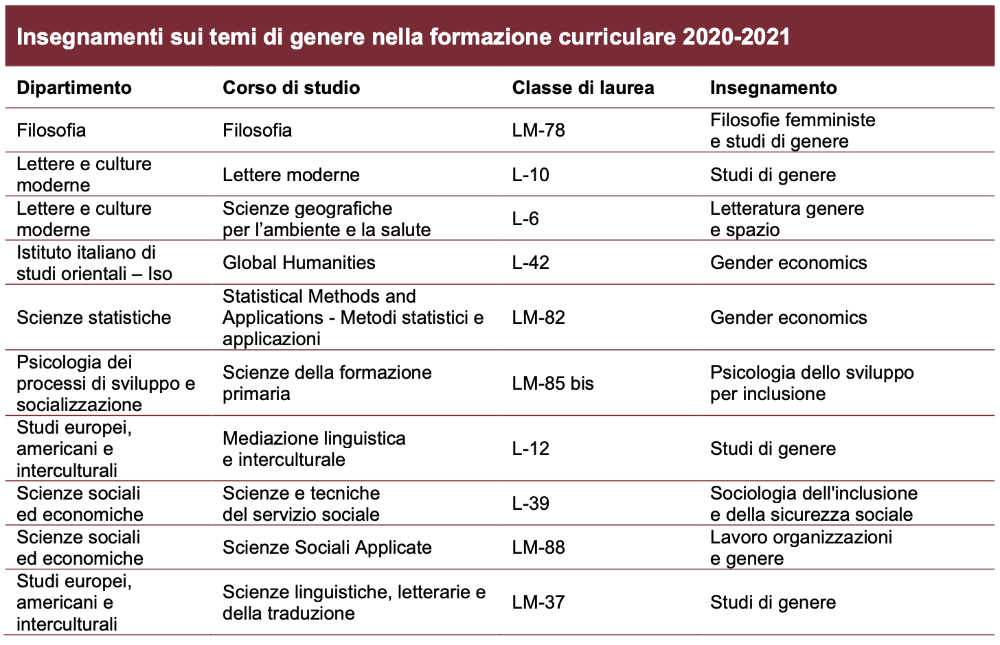 Insegnamenti sui temi di genere nella formazione curriculare 2020-2021
Dipartimento Corso di studio Classe di laurea Insegnamento
Filosofia Filosofia LM-78 Filosofie femministe
e studi di genere
Lettere e culture
moderne Lettere moderne L-10 Studi di genere
Lettere e culture
moderne Scienze geografiche
per l’ambiente e la salute L-6 Letteratura genere
e spazio
Istituto italiano di
studi orientali – Iso Global Humanities L-42 Gender economics
Scienze statistiche Statistical Methods and
Applications - Metodi statistici e
applicazioni LM-82 Gender economics
Psicologia dei
processi di sviluppo e
socializzazione Scienze della formazione
primaria LM-85 bis Psicologia dello sviluppo
per inclusione
Studi europei,
americani e
interculturali Mediazione linguistica
e interculturale L-12 Studi di genere
Scienze sociali
ed economiche Scienze e tecniche
del servizio sociale L-39 Sociologia dell'inclusione
e della sicurezza sociale
Scienze sociali
ed economiche Scienze Sociali Applicate LM-88 Lavoro organizzazioni
e genere
Studi europei,
americani e
interculturali Scienze linguistiche, letterarie e
della traduzione LM-37 Studi di genere